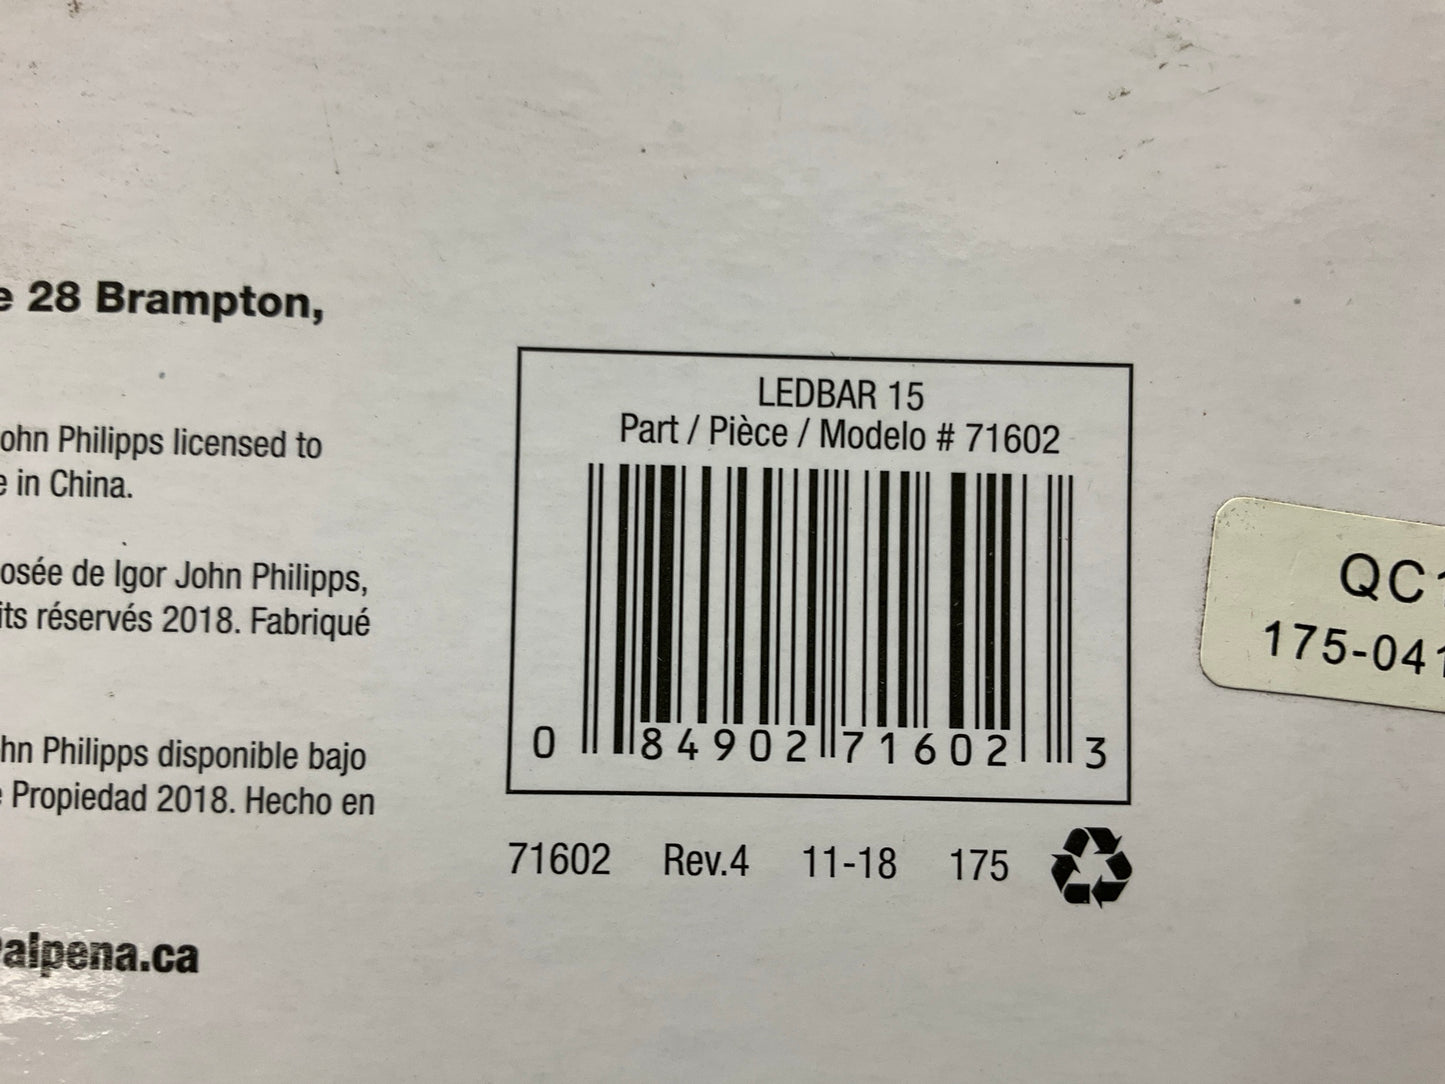 e 28 Brampton,
ohn Philipps licensed to
e in China.
osée de Igor John Philipps,
its réservés 2018. Fabriqué
hn Philipps disponible bajo
e Propiedad 2018. Hecho en
alpena.ca
LEDBAR 15
Part / Pièce / Modelo # 71602
0 84902 71602 3
71602 Rev.4 11-18 175
QC1
175-041